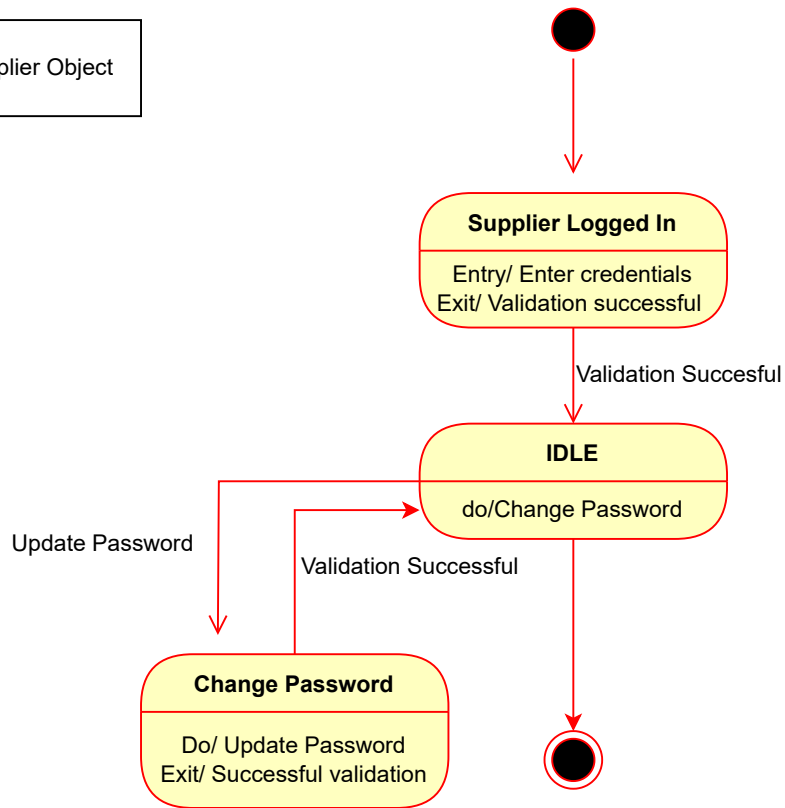 plier Object
Supplier Logged In
Entry/ Enter credentials
Exit/ Validation successful
Validation Succesful
IDLE
do/Change Password
Update Password
Validation Successful
Change Password
Do/ Update Password
Exit/ Successful validation